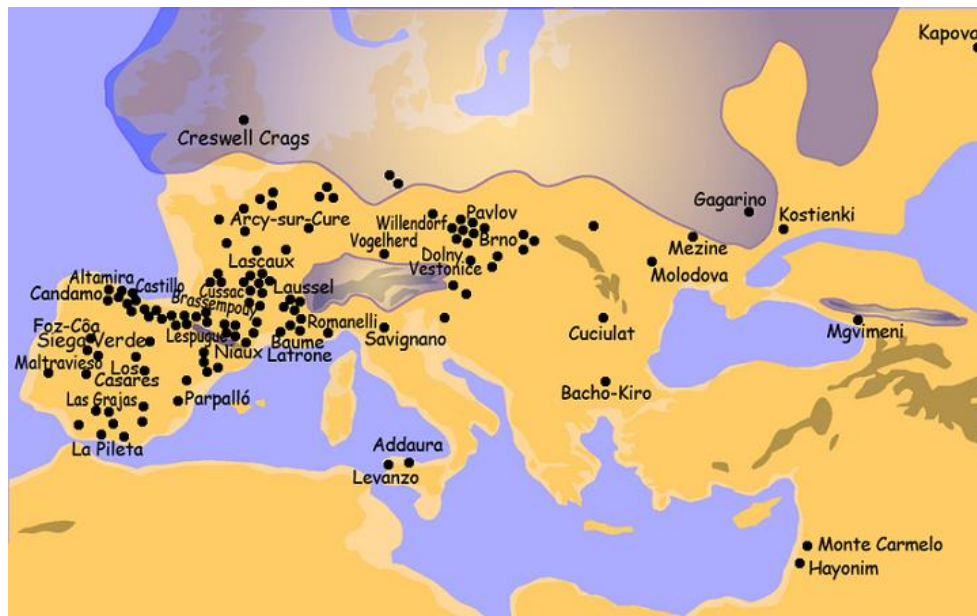 Kapova
Creswell Crags
Gagarino
Kostienki
Arcy-sur-Cure
Willendorf
Pavlov
Vogelherd
Dolny
Vestonice
Brno
Mezine
Molodova
Lascaux
Altamira
Castillo
Candamo
Cussac
Laussel
Brassempouy
Foz-Côa
Siega Verde
Lespugue
Romanelli
Niaux
Baume
Latrone
Savignano
Cuciulat
Mgvimeni
Maltravieso
Los
Casares
Las Grajas
Parpalló
Bacho-Kiro
La Pileta
Addaura
Levanzo
Monte Carmelo
Hayonim